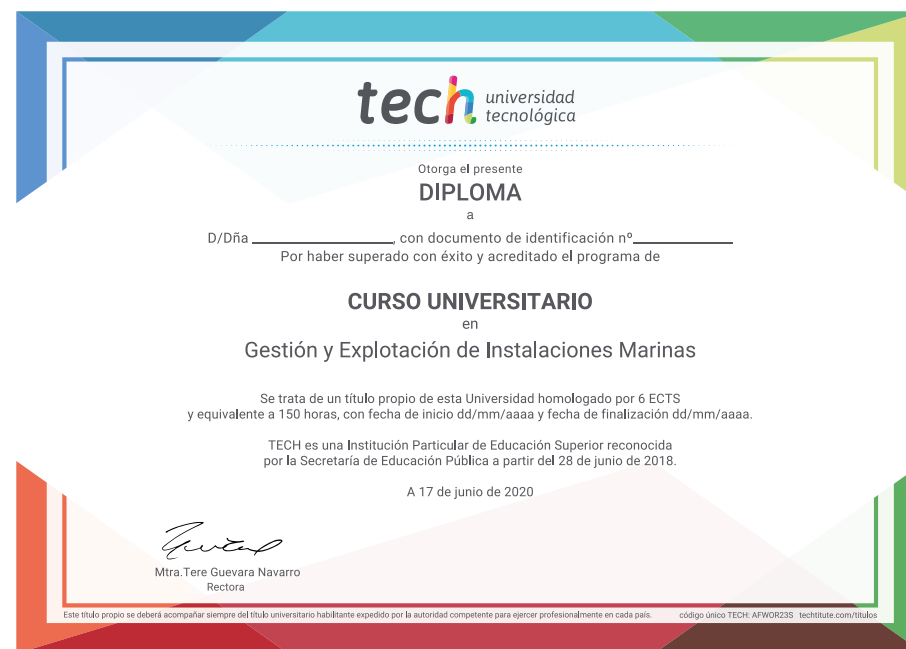 tech universidad
tecnológica
Otorga el presente
DIPLOMA
a
D/Dña ____________________, con documento de identificación nº______________
Por haber superado con éxito y acreditado el programa de
CURSO UNIVERSITARIO
en
Gestión y Explotación de Instalaciones Marinas
Se trata de un título propio de esta Universidad homologado por 6 ECTS
y equivalente a 150 horas, con fecha de inicio dd/mm/aaaa y fecha de finalización dd/mm/aaaa.
TECH es una Institución Particular de Educación Superior reconocida
por la Secretaría de Educación Pública a partir del 28 de junio de 2018.
A 17 de junio de 2020
Mtra.Tere Guevara Navarro
Rectora
Este título propio se deberá acompañar siempre del título universitario habilitante expedido por la autoridad competente para ejercer profesionalmente en cada país. código único TECH: AFWOR23S techtitute.com/titulos